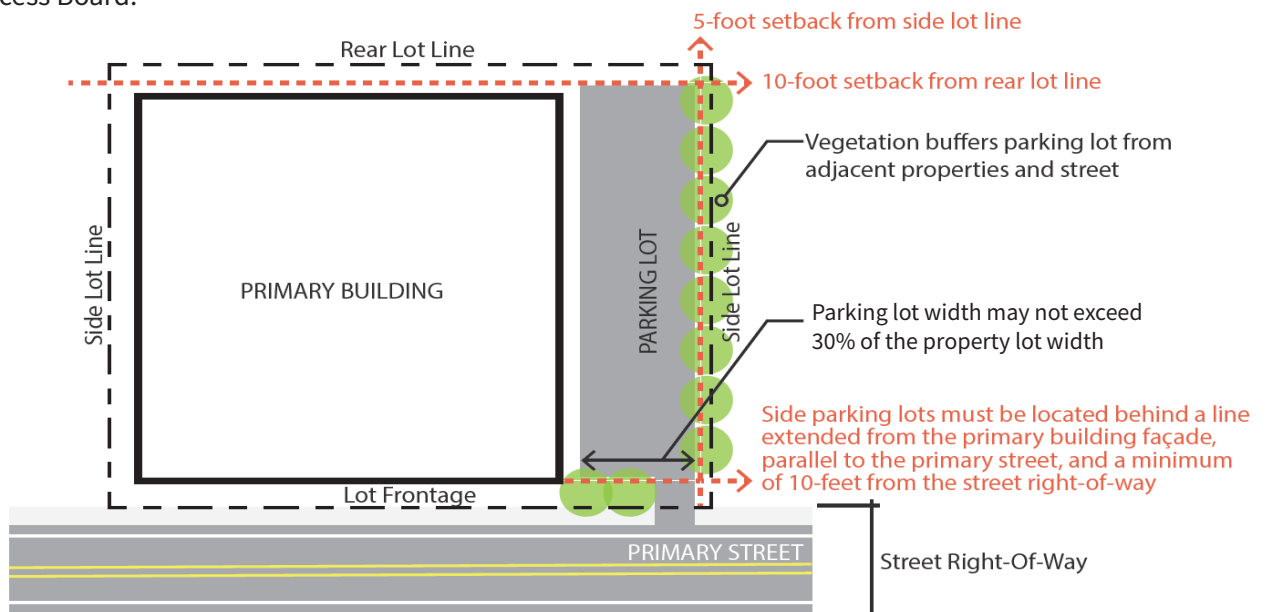 cess Board.
5-foot setback from side lot line
Rear Lot Line
10-foot setback from rear lot line
Vegetation buffers parking lot from
adjacent properties and street
Side Lot Line
PRIMARY BUILDING
PARKING LOT
Side Lot Line
Parking lot width may not exceed
30% of the property lot width
Side parking lots must be located behind a line
extended from the primary building façade,
parallel to the primary street, and a minimum
of 10-feet from the street right-of-way
Lot Frontage
PRIMARY STREET
Street Right-Of-Way